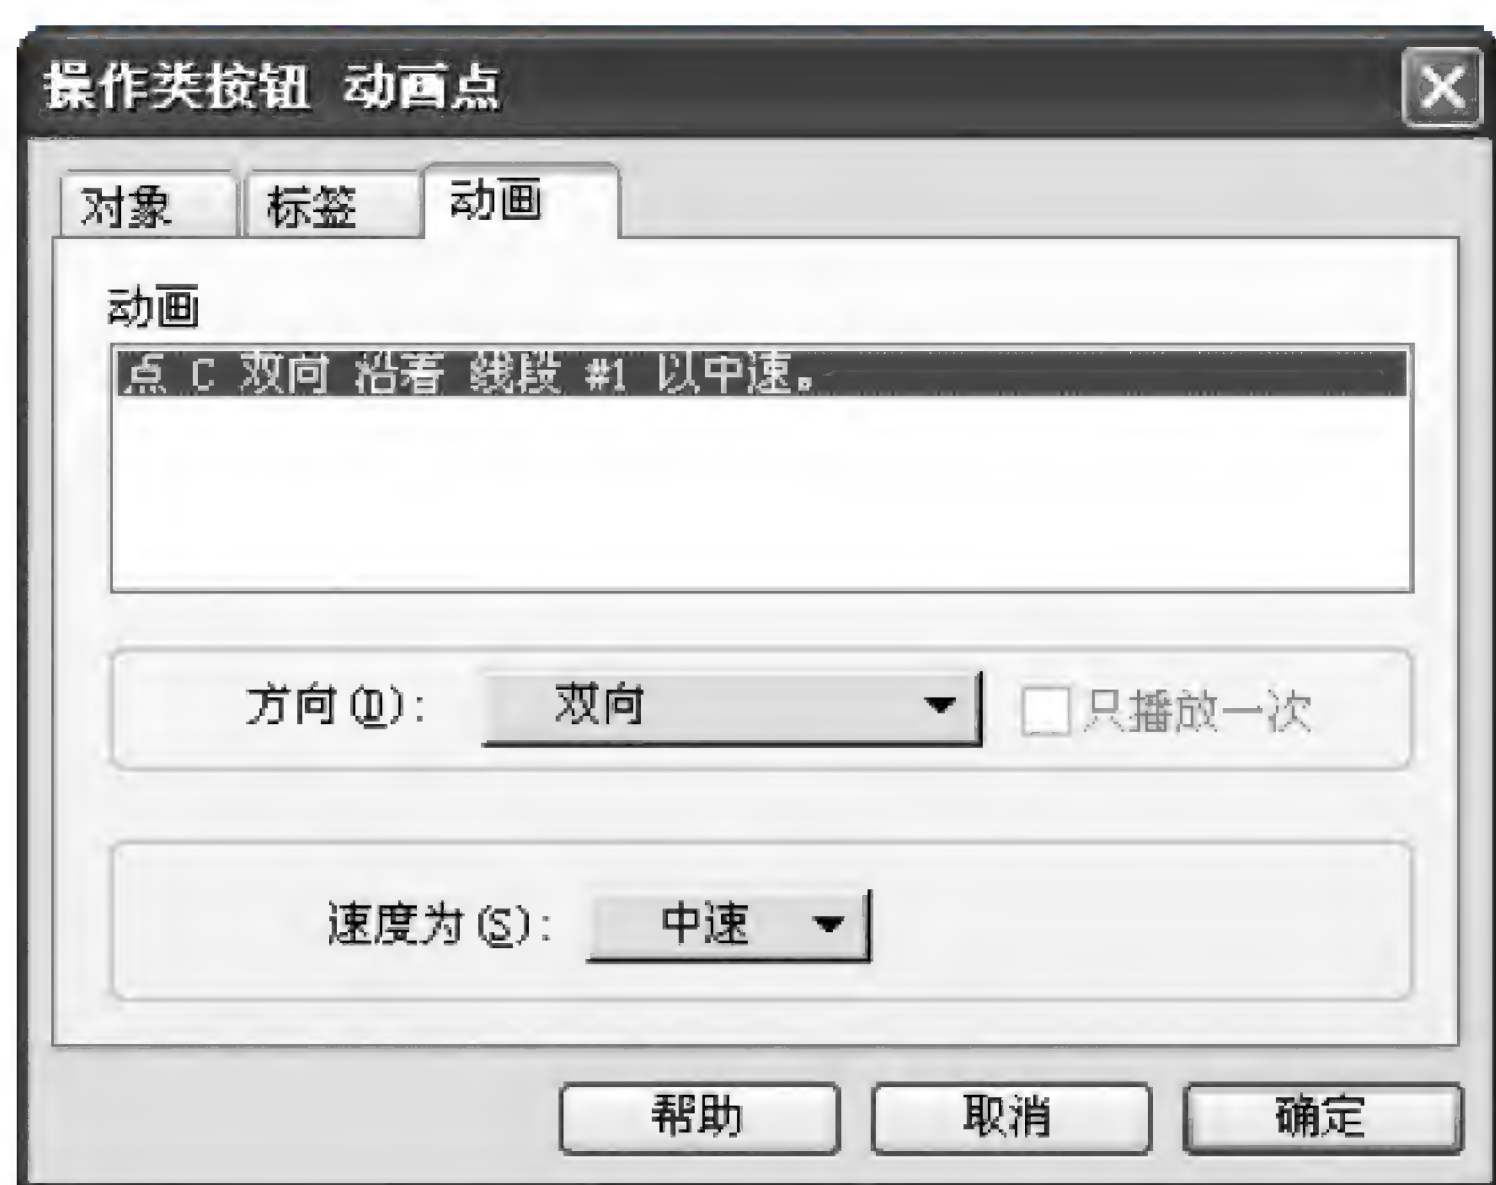 操作类按钮 动画点
对象 标签 动画
动画
点 C 双向 沿着 线段 #1 以中速。
方向(D): 双向 只播放一次
速度为(S): 中速
帮助 取消 确定